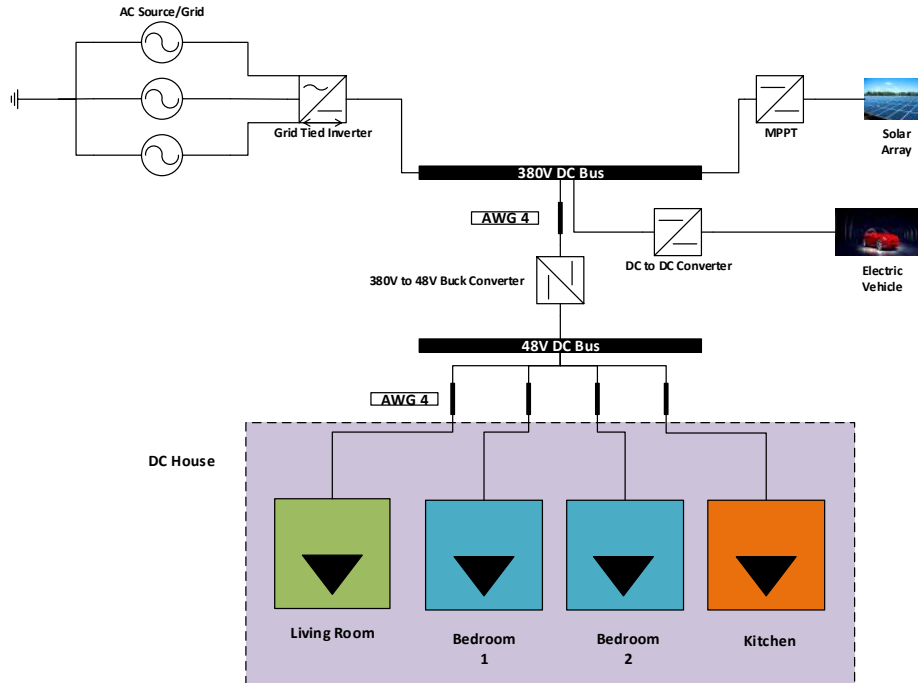 AC Source/Grid
Grid Tied Inverter
MPPT
Solar
Array
380V DC Bus
AWG 4
DC to DC Converter
380V to 48V Buck Converter
Electric
Vehicle
48V DC Bus
AWG 4
DC House
Living Room
Bedroom
1
Bedroom
2
Kitchen